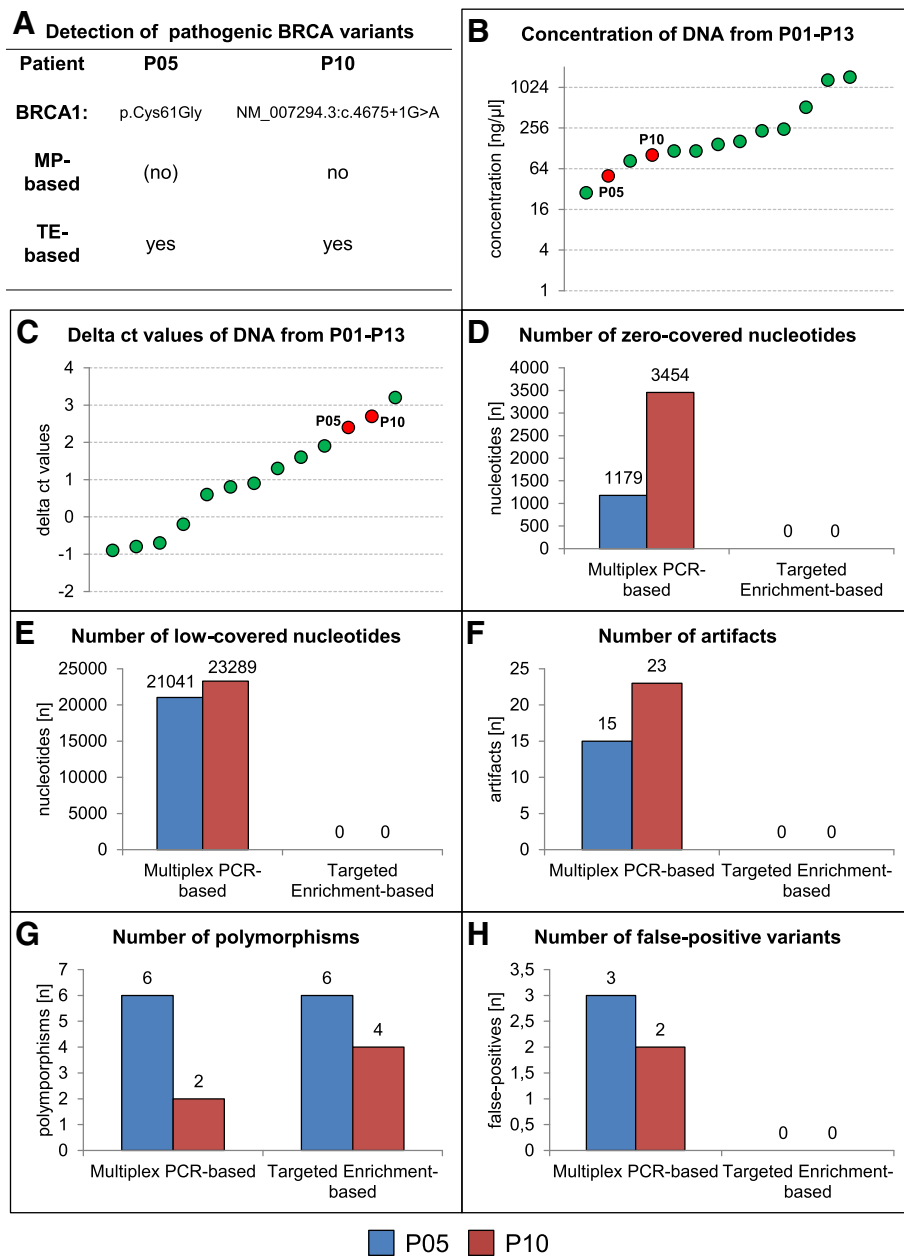 A Detection of pathogenic BRCA variants
Patient P05 P10
BRCA1: p.Cys61Gly NM_007294.3:c.4675+1G>A
MP-
based (no) no
TE-
based yes yes
B Concentration of DNA from P01-P13
concentration [ng/µl]
1024
256
64
16
4
1
P05
P10
C Delta ct values of DNA from P01-P13
delta ct values
4
3
2
1
0
-1
-2
P05
P10
D Number of zero-covered nucleotides
nucleotides [n]
4000
3500
3000
2500
2000
1500
1000
500
0
1179
3454
0 0
Multiplex PCR-
based
Targeted
Enrichment-based
E Number of low-covered nucleotides
nucleotides [n]
25000
20000
15000
10000
5000
0
21041
23289
0 0
Multiplex PCR-
based
Targeted
Enrichment-based
F Number of artifacts
artifacts [n]
25
20
15
10
5
0
15
23
0 0
Multiplex PCR-based
Targeted
Enrichment-based
G Number of polymorphisms
polymporphisms [n]
7
6
5
4
3
2
1
0
6
2
6
4
Multiplex PCR-based
Targeted Enrichment-
based
H Number of false-positive variants
false-positives [n]
3,5
3
2,5
2
1,5
1
0,5
0
3
2
0 0
Multiplex PCR-based
Targeted Enrichment-
based
P05 P10